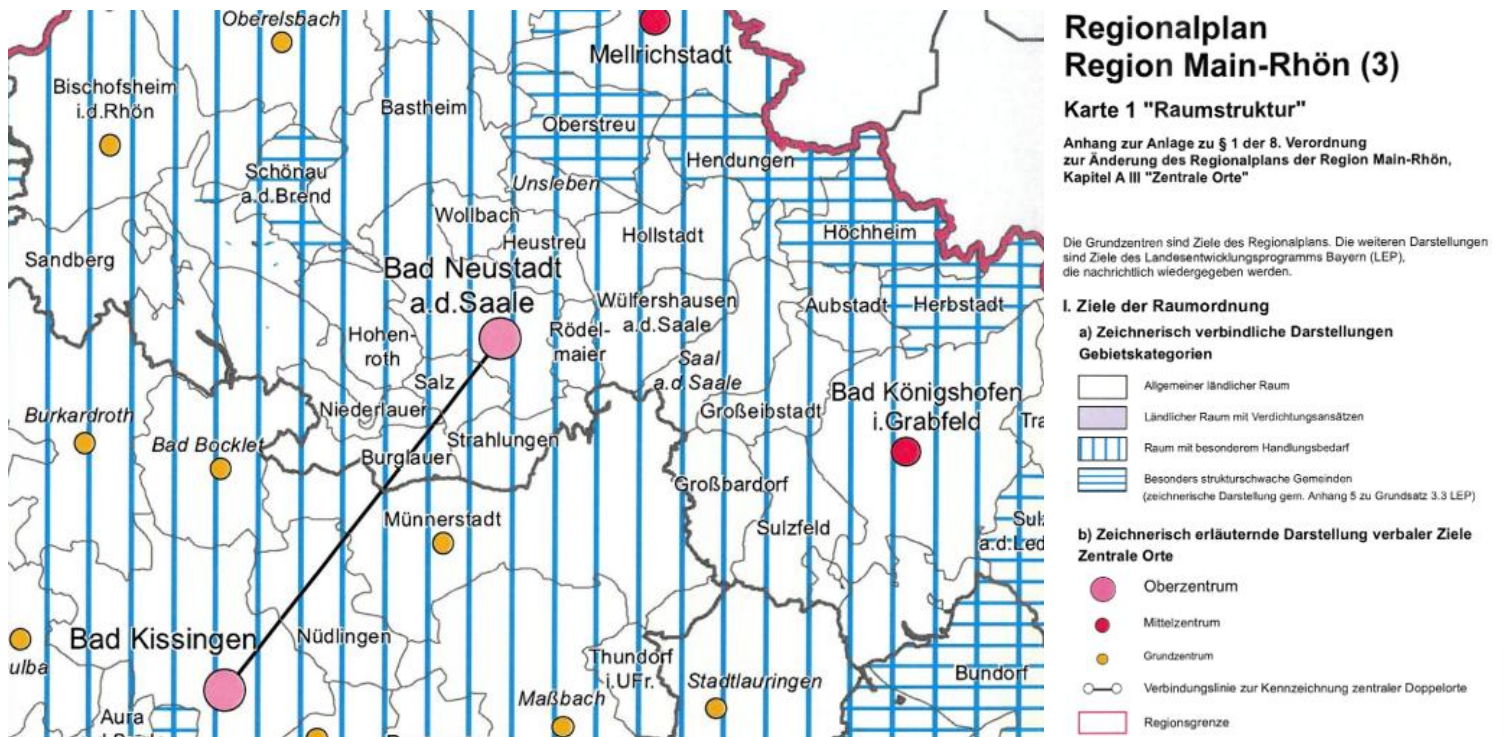 Oberelsbach
Mellrichstadt
Bischofsheim
i.d.Rhön
Bastheim
Oberstreu
Hendungen
Schönau
a.d.Brend
Unsleben
Wollbach
Heustreu
Hollstadt
Höchheim
Sandberg
Bad Neustadt
a.d.Saale
Wülfershausen
a.d.Saale
Aubstadt
Herbstadt
Hohen-
roth
Rödel-
maier
Saal
a.d.Saale
Salz
Bad Königshofen
i.Grabfeld
Niederlauer
Großeibstadt
Tra
Burkardroth
Bad Bocklet
Strahlungen
Burglauer
Großbardorf
Münnerstadt
Sulzfeld
Sul
a.d.Led
Bad Kissingen
Nüdlingen
ulba
Thundorf
i.UFr.
Stadtlauringen
Bundorf
Maßbach
Aura
Regionalplan
Region Main-Rhön (3)
Karte 1 "Raumstruktur"
Anhang zur Anlage zu § 1 der 8. Verordnung
zur Änderung des Regionalplans der Region Main-Rhön,
Kapitel A III "Zentrale Orte"
Die Grundzentren sind Ziele des Regionalplans. Die weiteren Darstellungen
sind Ziele des Landesentwicklungsprogramms Bayern (LEP),
die nachrichtlich wiedergegeben werden.
I. Ziele der Raumordnung
a) Zeichnerisch verbindliche Darstellungen
Gebietskategorien
Allgemeiner ländlicher Raum
Ländlicher Raum mit Verdichtungsansätzen
Raum mit besonderem Handlungsbedarf
Besonders strukturschwache Gemeinden
(zeichnerische Darstellung gem. Anhang 5 zu Grundsatz 3.3 LEP)
b) Zeichnerisch erläuternde Darstellung verbaler Ziele
Zentrale Orte
Oberzentrum
Mittelzentrum
Grundzentrum
Verbindungslinie zur Kennzeichnung zentraler Doppelorte
Regionsgrenze